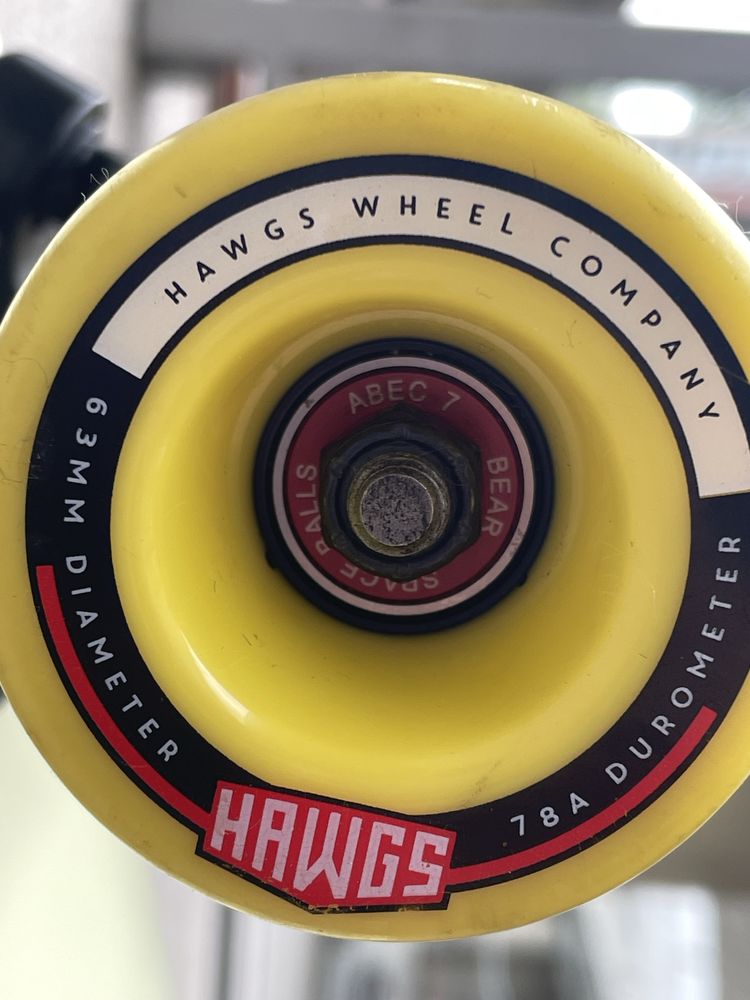 HAWGS WHEEL COMPANY
63MM DIAMETER
HAWGS
78A DUROMETER
ABEC 7
BEAR
SPACE BALLS